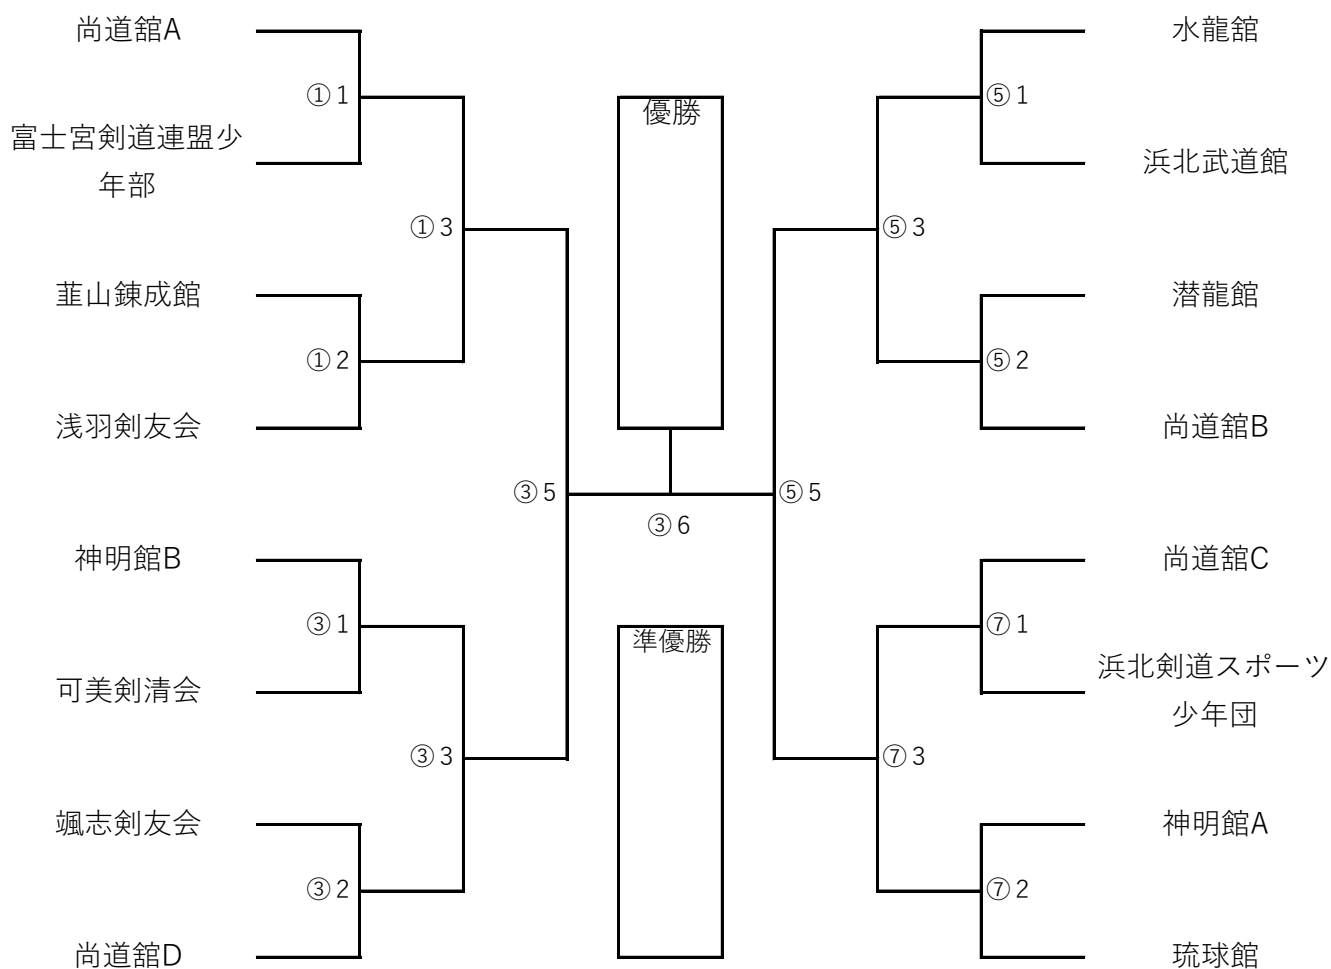 尚道舘A
①1
富士宮剣道連盟少
年部
①3
韮山錬成館
①2
浅羽剣友会
③5
神明館B
③1
可美剣清会
③3
颯志剣友会
③2
尚道舘D
優勝
③6
準優勝
水龍舘
⑤1
浜北武道館
⑤3
潜龍館
⑤2
尚道舘B
⑤5
尚道舘C
⑦1
浜北剣道スポーツ
少年団
⑦3
神明館A
⑦2
琉球館